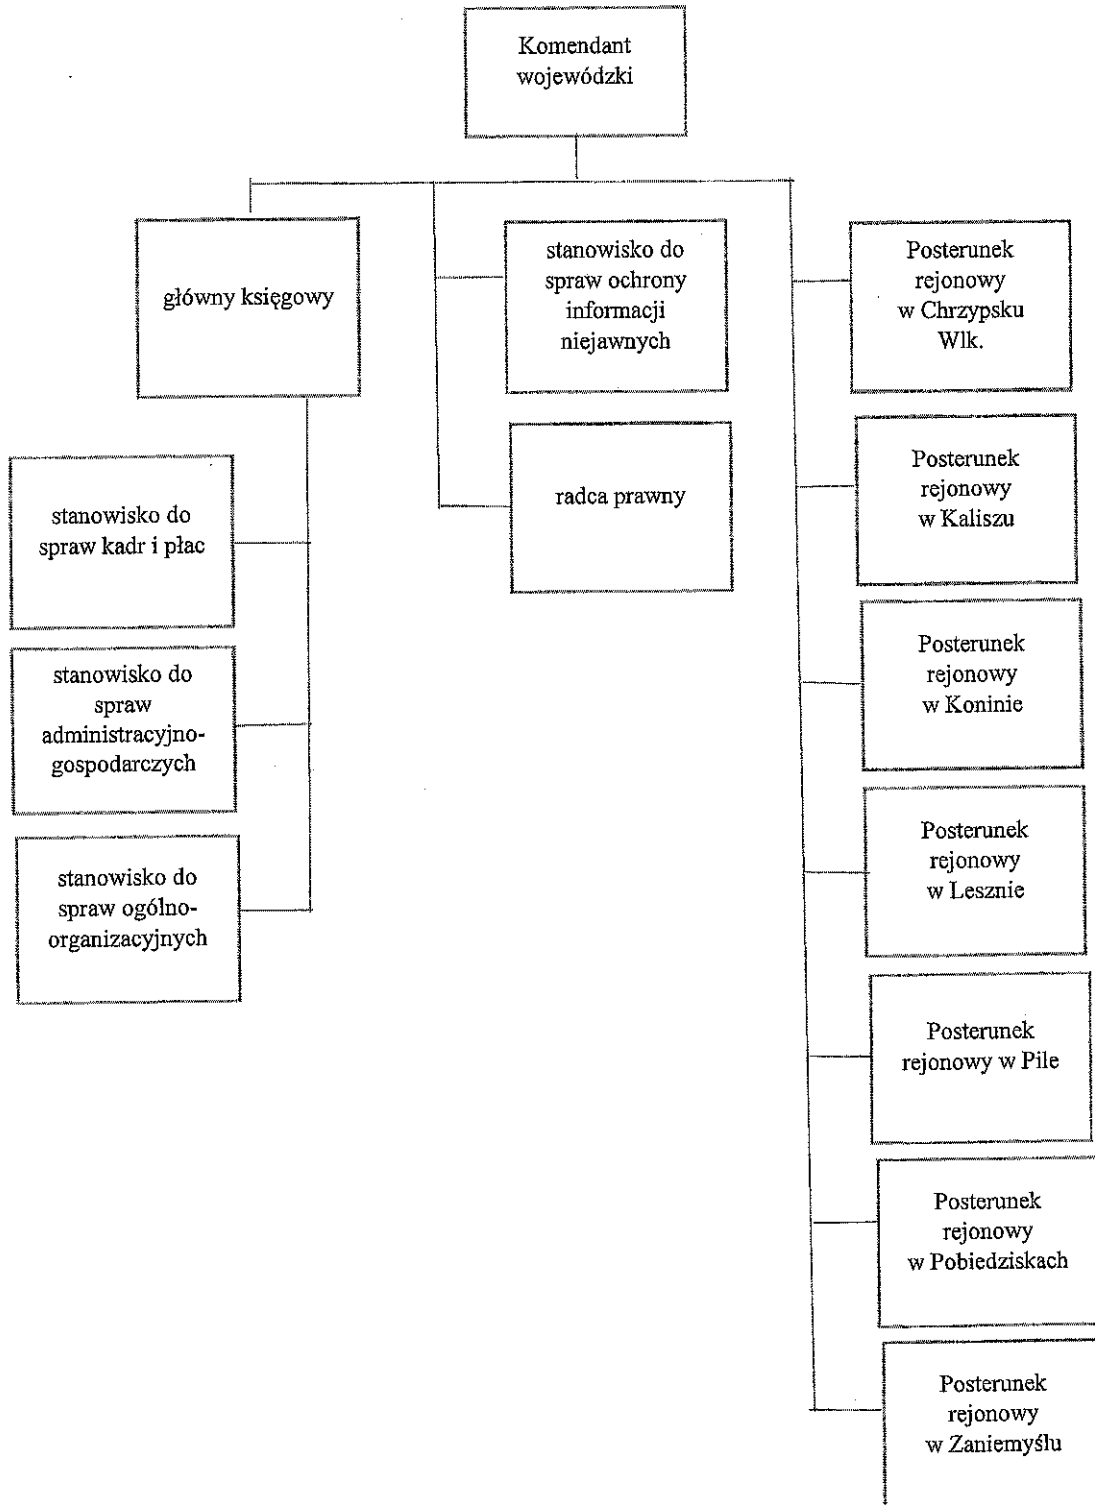 Komendant
wojewódzki
główny księgowy
stanowisko do
spraw kadr i płac
stanowisko do
spraw
administracyjno-
gospodarczych
stanowisko do
spraw ogólno-
organizacyjnych
stanowisko do
spraw ochrony
informacji
niejawnych
radca prawny
Posterunek
rejonowy
w Chrzypsku
Wlk.
Posterunek
rejonowy
w Kaliszu
Posterunek
rejonowy
w Koninie
Posterunek
rejonowy
w Lesznie
Posterunek
rejonowy w Pile
Posterunek
rejonowy
w Pobiedziskach
Posterunek
rejonowy
w Zaniemyślu